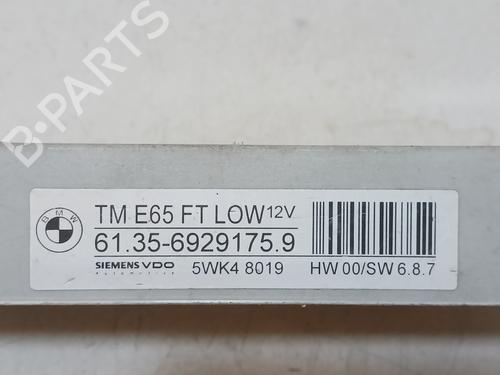 B-PARTS
TM E65 FT LOW 12V
BMW
61.35-6929175.9
SIEMENS VDO 5WK4 8019 HW 00/SW 6.8.7
Automotive